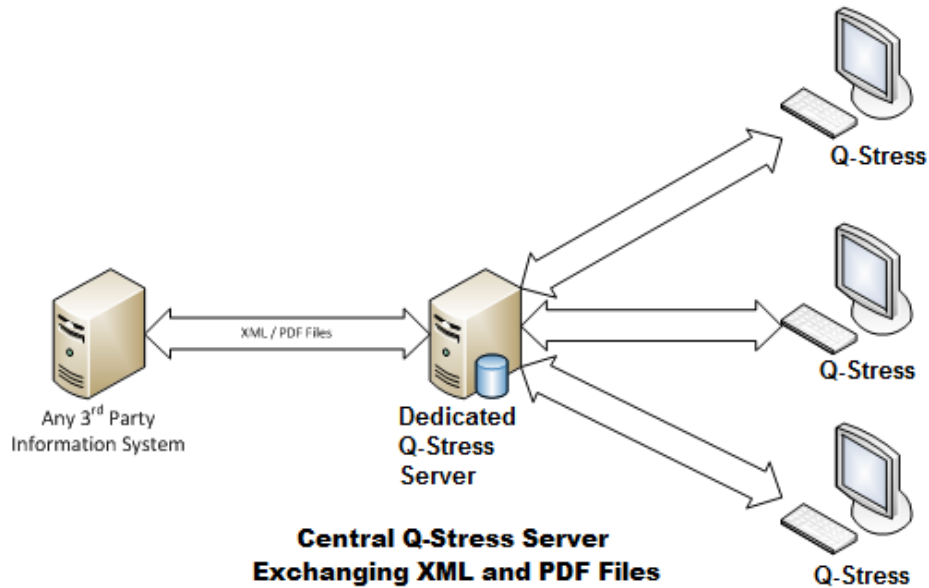 Q-Stress
XML / PDF Files
Q-Stress
Any 3rd Party
Information System
Dedicated
Q-Stress
Server
Q-Stress
Central Q-Stress Server
Exchanging XML and PDF Files